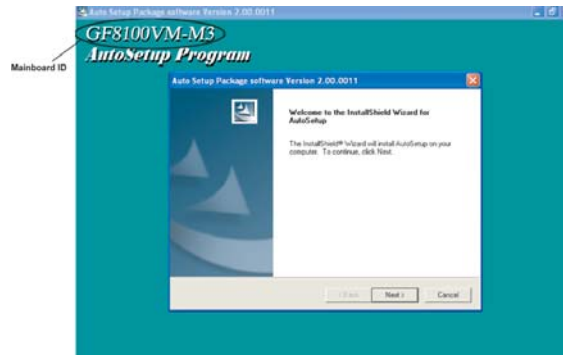 Auto Setup Package software Version 2.00.0011
GF8100VM-M3
AutoSetup Program
Mainboard ID
Auto Setup Package software Version 2.00.0011
Welcome to the InstallShield Wizard for
AutoSetup
The InstallShield® Wizard will install AutoSetup on your
computer. To continue, click Next.
< Back
Next >
Cancel